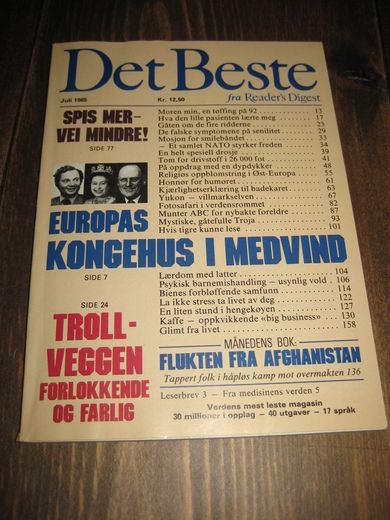 Det Beste
Juli 1985
Kr. 12,50
fra Reader's Digest
SPIS MER-
VEI MINDRE!
SIDE 77
EUROPAS
KONGEHUS I MEDVIND
SIDE 7
SIDE 24
TROLL-
VEGGEN
FORLOKKENDE
OG FARLIG
Moren min, en tøffing på 92 13
Hva den lille pasienten lærte meg 17
Gåten om de fire ridderne 23
De falske symptomene på senilitet 29
Mosjon for smilebåndet 33
– Et samlet NATO styrker freden 34
En helt spesiell drosje 39
Tom for drivstoff i 26 000 fot 41
På oppdrag med en dypdykker 48
Religiøs oppblomstring i Øst-Europa 55
Honnør for humoret 61
Kjærlighetserklæring til badekaret 63
Yukon – villmarkselven 67
Fotosafari i verdensrommet 82
Munter ABC for nybakte foreldre 87
Mystiske, gåtefulle Troja 93
Hvis tigre kunne lese 101
Lærdom med latter 104
Psykisk barnemishandling – usynlig vold 106
Bienes forbløffende samfunn 114
La ikke stress ta livet av deg 122
En liten stund i hengekøyen 127
Kaffe – oppkvikkende «big business» 130
Glimt fra livet 158
MÅNEDENS BOK:
FLUKTEN FRA AFGHANISTAN
Tappert folk i håpløs kamp mot overmakten 136
Leserbrev 3 – Fra medisinens verden 5
Verdens mest leste magasin
30 millioner i opplag – 40 utgaver – 17 språk